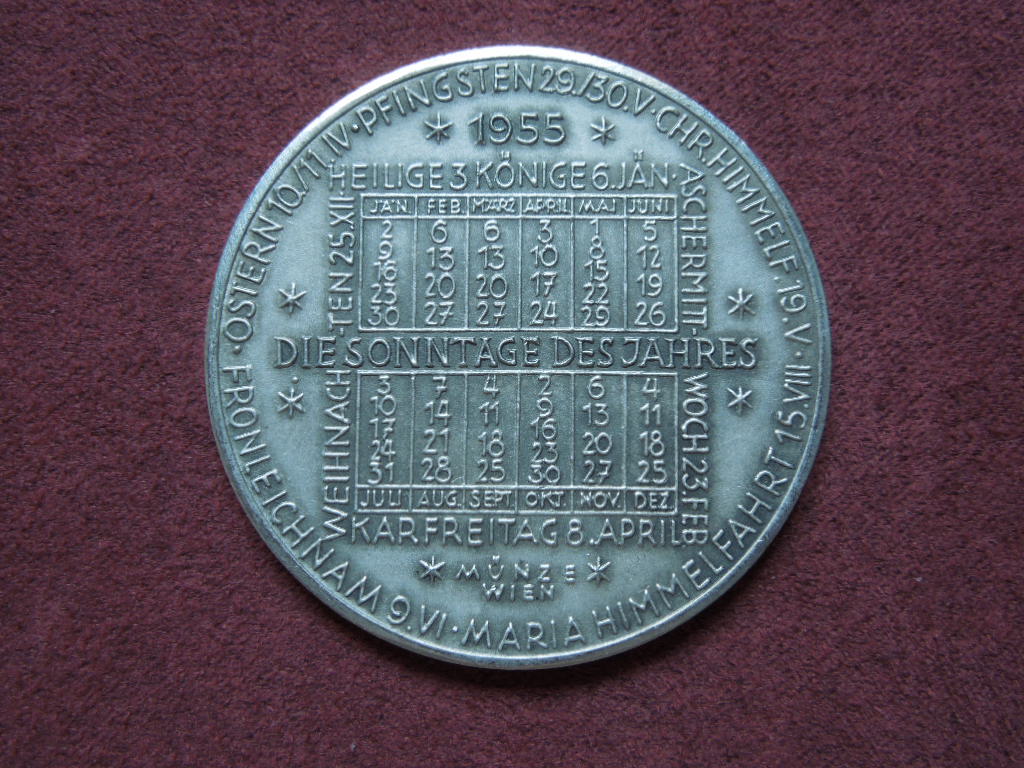 OSTERN 10./11.IV · PFINGSTEN 29./30.V · CHR.HIMMELF. 19.V · MARIA HIMMELFAHRT 15.VIII · FRONLEICHNAM 9.VI ·
1955
HEILIGE 3 KÖNIGE 6.JÄN·
ASCHERMITT-
WOCH 23.FEB
WEIHNACH-
TEN 25.XII·
JÄN FEB. MÄRZ APRIL MAI JUNI
2 6 6 3 1 5
9 13 13 10 8 12
16 20 20 17 15 19
23 27 27 24 22 26
30 29
DIE SONNTAGE DES JAHRES
3 7 4 2 6 4
10 14 11 9 13 11
17 21 18 16 20 18
24 28 25 23 27 25
31 30
JULI AUG. SEPT. OKT. NOV. DEZ.
KARFREITAG 8. APRIL
MÜNZE
WIEN